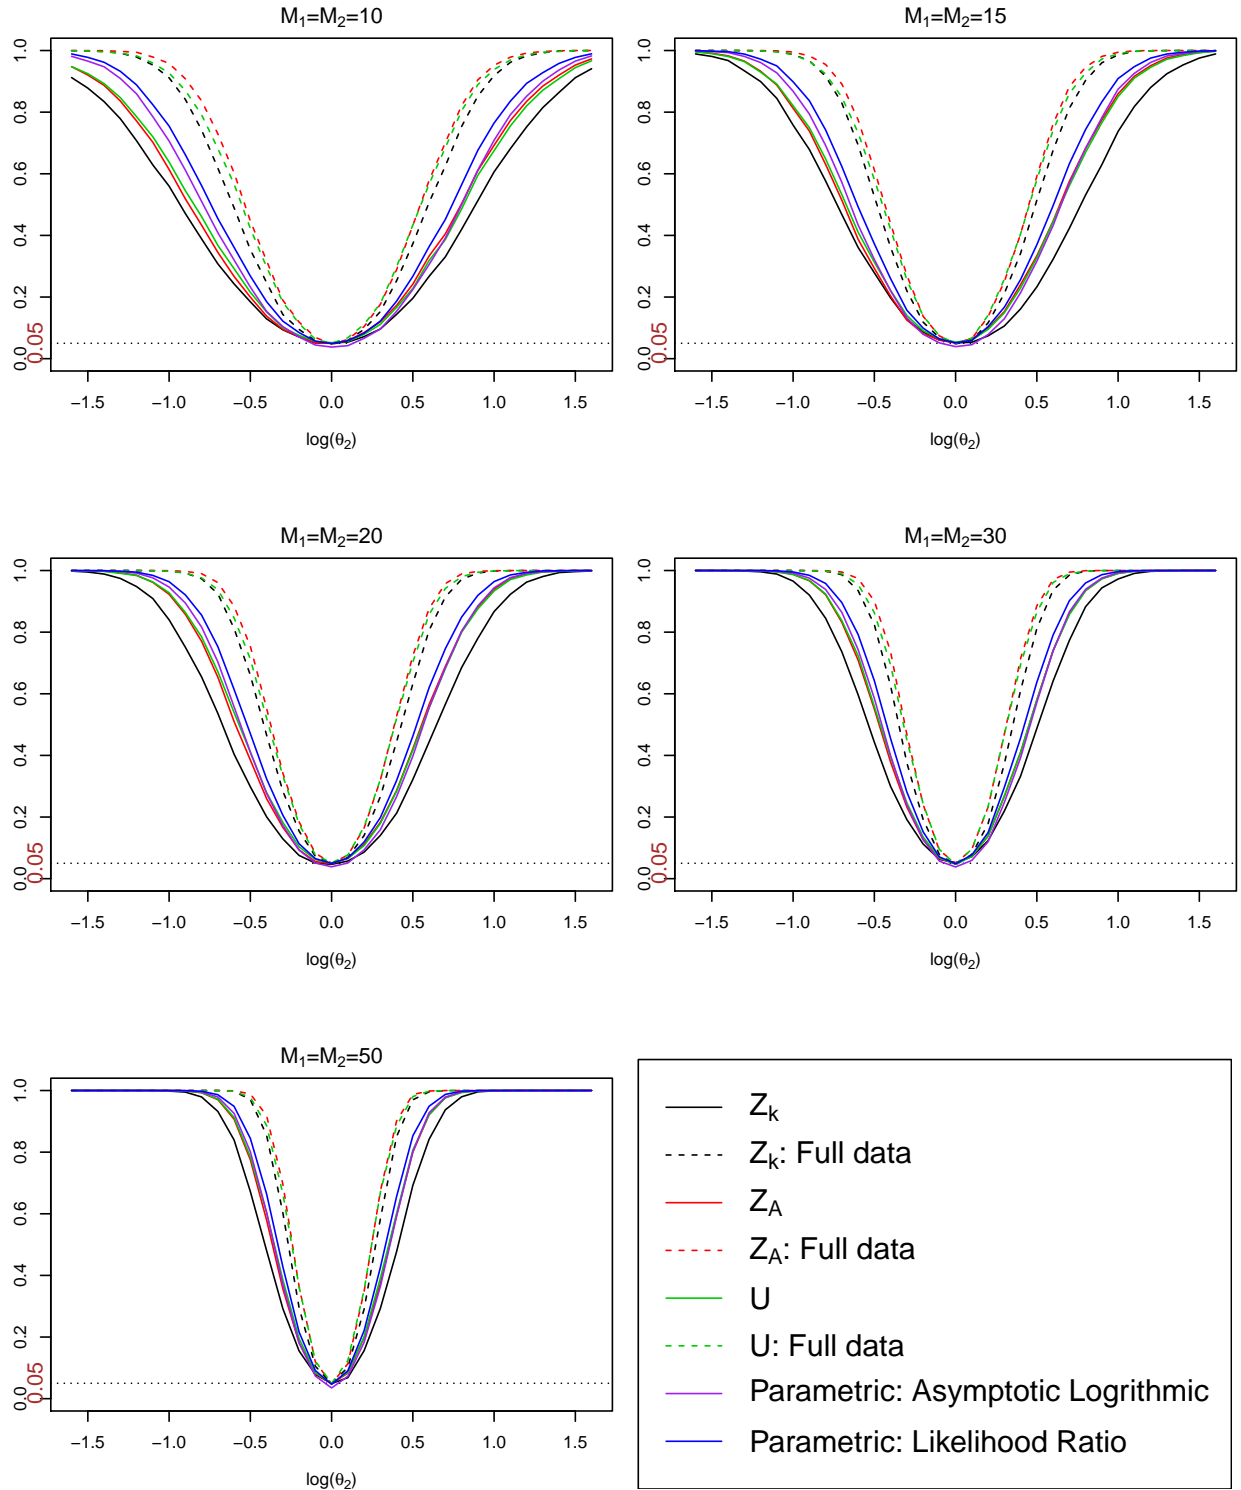 M₁=M₂=10
1.0
0.8
0.6
0.4
0.2
0.0
0.05
−1.5 −1.0 −0.5 0.0 0.5 1.0 1.5
log(θ₂)
M₁=M₂=15
1.0
0.8
0.6
0.4
0.2
0.0
0.05
−1.5 −1.0 −0.5 0.0 0.5 1.0 1.5
log(θ₂)
M₁=M₂=20
1.0
0.8
0.6
0.4
0.2
0.0
0.05
−1.5 −1.0 −0.5 0.0 0.5 1.0 1.5
log(θ₂)
M₁=M₂=30
1.0
0.8
0.6
0.4
0.2
0.0
0.05
−1.5 −1.0 −0.5 0.0 0.5 1.0 1.5
log(θ₂)
M₁=M₂=50
1.0
0.8
0.6
0.4
0.2
0.0
0.05
−1.5 −1.0 −0.5 0.0 0.5 1.0 1.5
log(θ₂)
Zₖ
Zₖ: Full data
Z_A
Z_A: Full data
U
U: Full data
Parametric: Asymptotic Logrithmic
Parametric: Likelihood Ratio